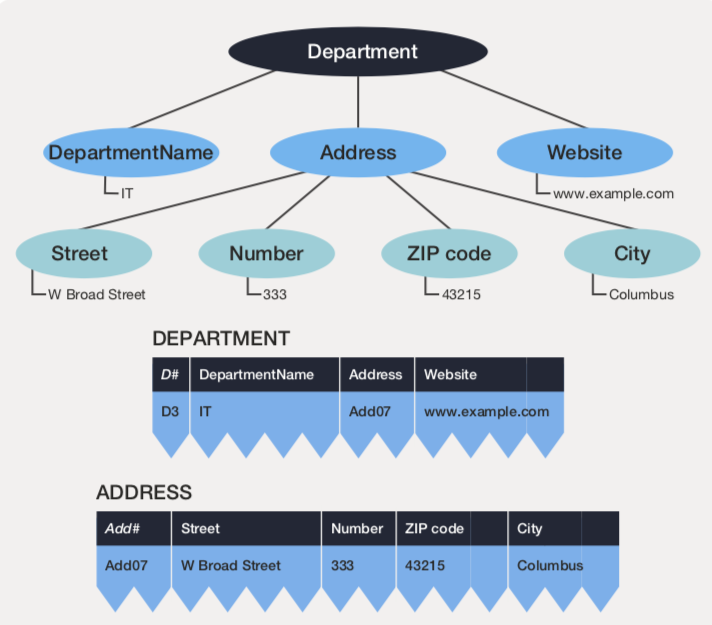 Department
DepartmentName Address Website
IT www.example.com
Street Number ZIP code City
W Broad Street 333 43215 Columbus
DEPARTMENT
D# DepartmentName Address Website
D3 IT Add07 www.example.com
ADDRESS
Add# Street Number ZIP code City
Add07 W Broad Street 333 43215 Columbus